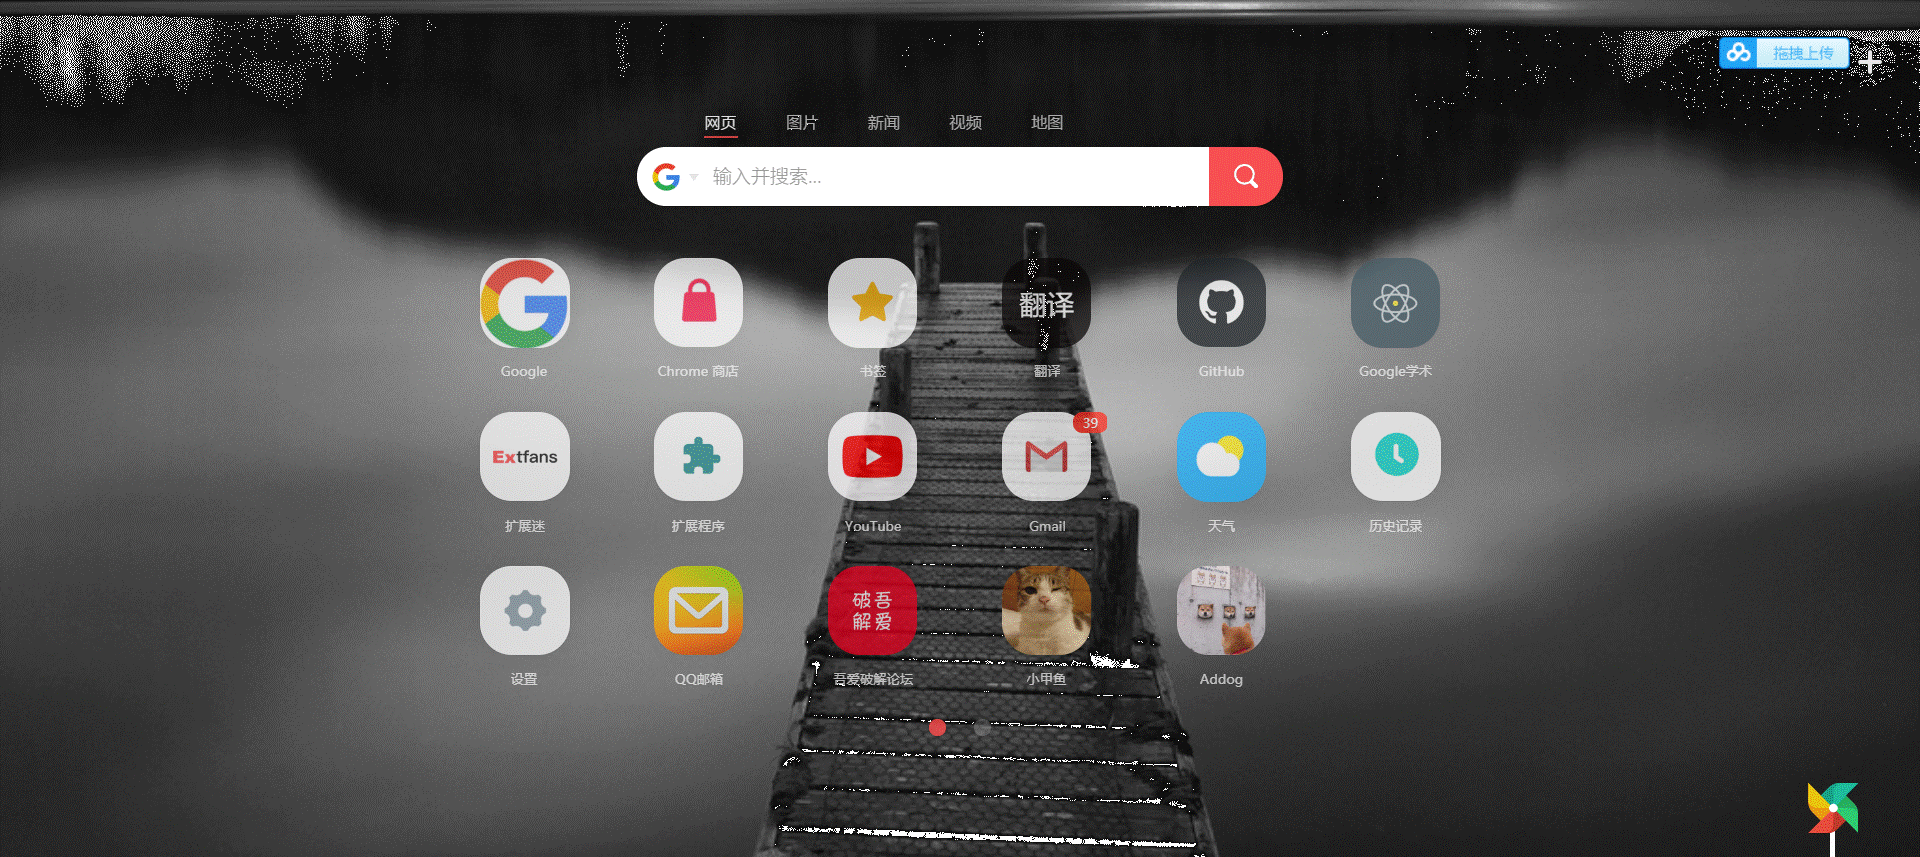 拖拽上传
网页 图片 新闻 视频 地图
输入并搜索...
翻译
Google Chrome 商店 书签 翻译 GitHub Google学术
39
Extfans
扩展迷 扩展程序 YouTube Gmail 天气 历史记录
破吾
解爱
设置 QQ邮箱 吾爱破解论坛 小甲鱼 Addog